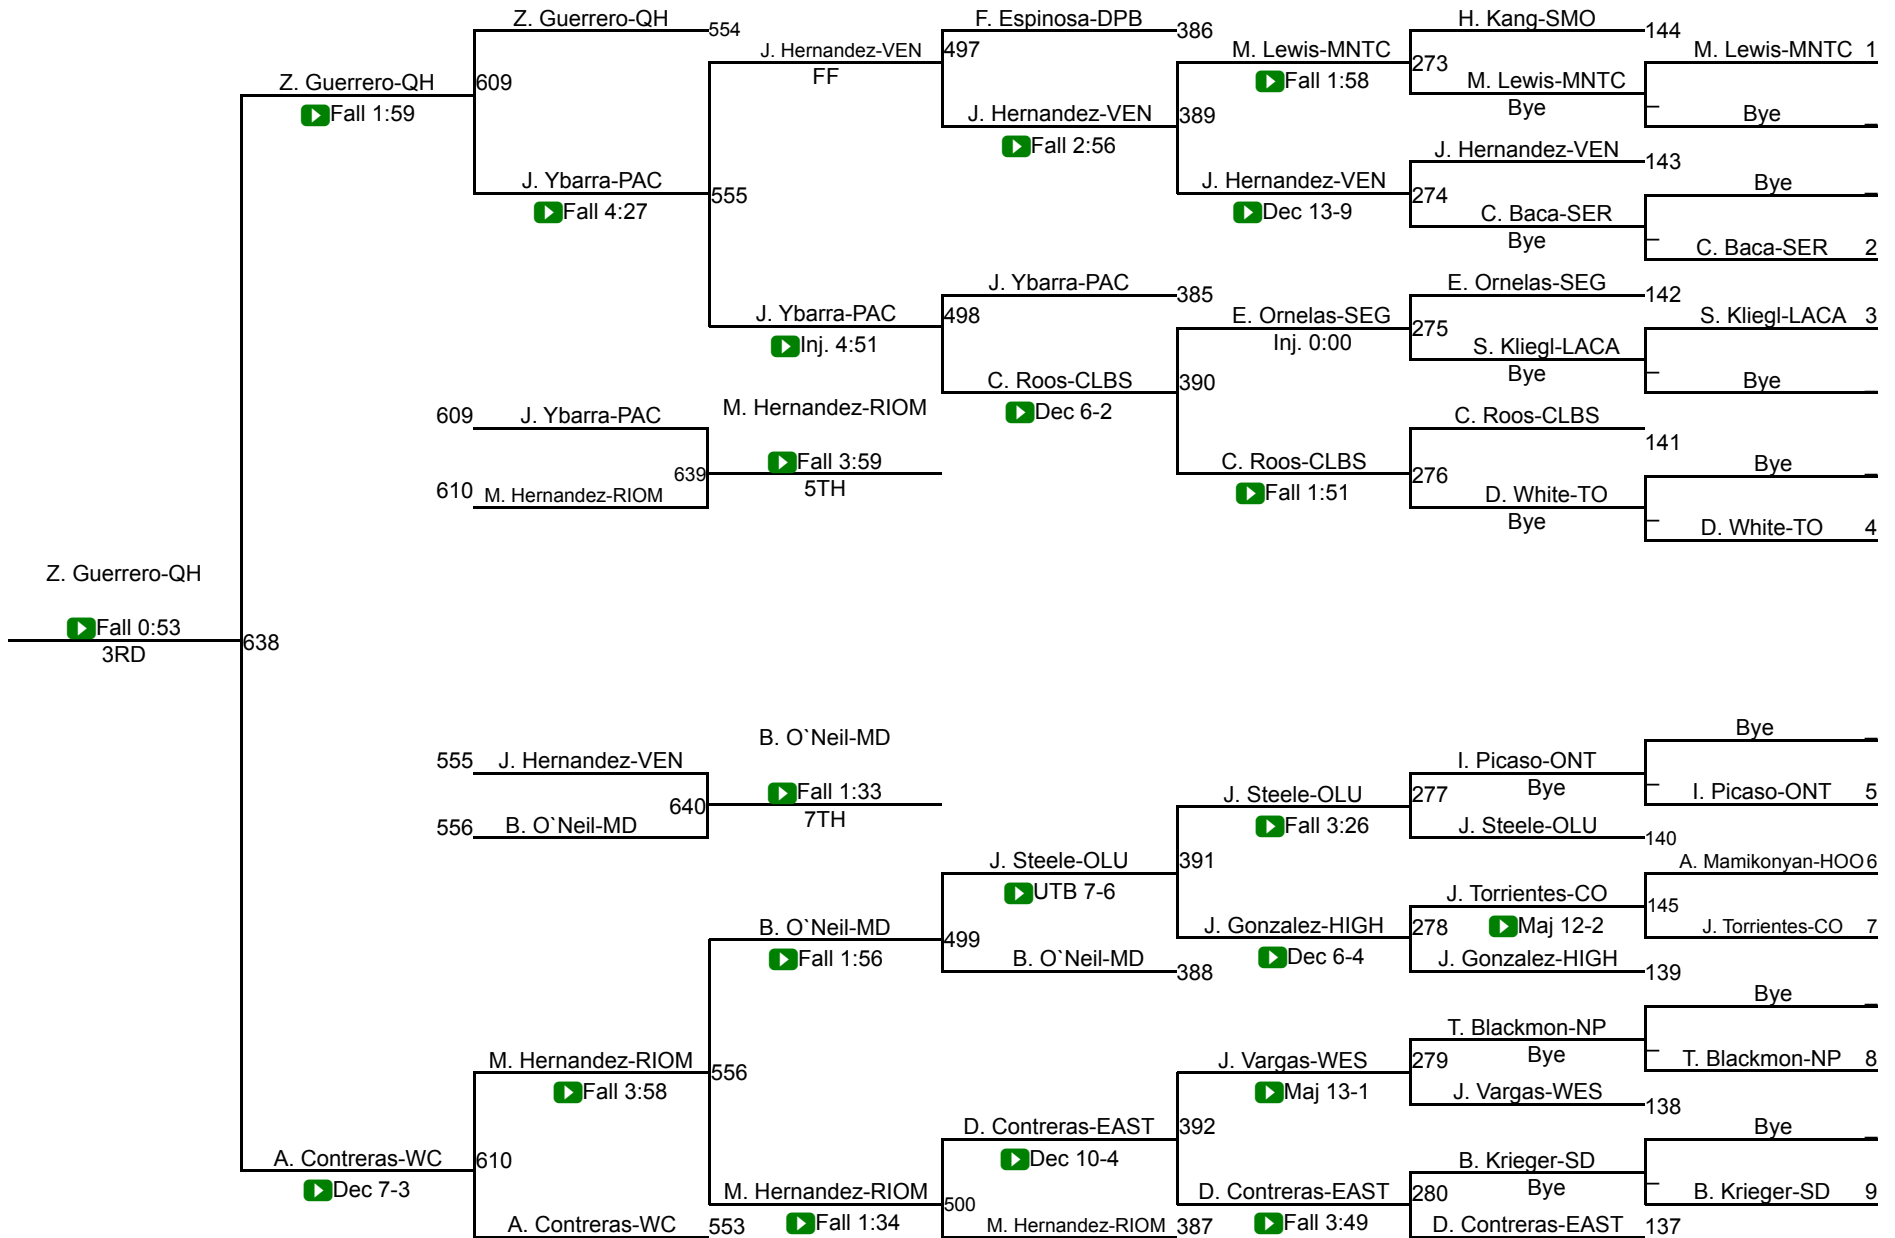 Z. Guerrero-QH
554
F. Espinosa-DPB
386
H. Kang-SMO
144
J. Hernandez-VEN
497
M. Lewis-MNTC
M. Lewis-MNTC 1
FF
Fall 1:58
273
Z. Guerrero-QH
609
M. Lewis-MNTC
Fall 1:59
Bye
Bye _
J. Hernandez-VEN
389
Fall 2:56
J. Hernandez-VEN
143
J. Ybarra-PAC
555
J. Hernandez-VEN
274
Bye _
Fall 4:27
Dec 13-9
C. Baca-SER
Bye
C. Baca-SER 2
J. Ybarra-PAC
385
E. Ornelas-SEG
142
J. Ybarra-PAC
498
E. Ornelas-SEG
275
S. Kliegl-LACA 3
Inj. 4:51
Inj. 0:00
S. Kliegl-LACA
Bye
Bye _
C. Roos-CLBS
390
609
J. Ybarra-PAC
M. Hernandez-RIOM
Dec 6-2
C. Roos-CLBS
141
Fall 3:59
C. Roos-CLBS
276
Bye _
639
5TH
Fall 1:51
610
M. Hernandez-RIOM
D. White-TO
Bye
D. White-TO 4
Z. Guerrero-QH
Fall 0:53
638
3RD
B. O`Neil-MD
Bye _
555
J. Hernandez-VEN
I. Picaso-ONT
Fall 1:33
J. Steele-OLU
277
Bye
I. Picaso-ONT 5
640
7TH
556
B. O`Neil-MD
Fall 3:26
J. Steele-OLU
140
J. Steele-OLU
391
A. Mamikonyan-HOO 6
UTB 7-6
J. Torrientes-CO
145
B. O`Neil-MD
499
J. Gonzalez-HIGH
278
Maj 12-2
J. Torrientes-CO 7
Fall 1:56
B. O`Neil-MD
388
Dec 6-4
J. Gonzalez-HIGH
139
Bye _
T. Blackmon-NP
M. Hernandez-RIOM
556
J. Vargas-WES
279
Bye
T. Blackmon-NP 8
Fall 3:58
Maj 13-1
J. Vargas-WES
138
D. Contreras-EAST
392
Bye _
A. Contreras-WC
610
Dec 10-4
B. Krieger-SD
Dec 7-3
M. Hernandez-RIOM
500
D. Contreras-EAST
280
Bye
B. Krieger-SD 9
A. Contreras-WC
553
Fall 1:34
M. Hernandez-RIOM
387
Fall 3:49
D. Contreras-EAST
137